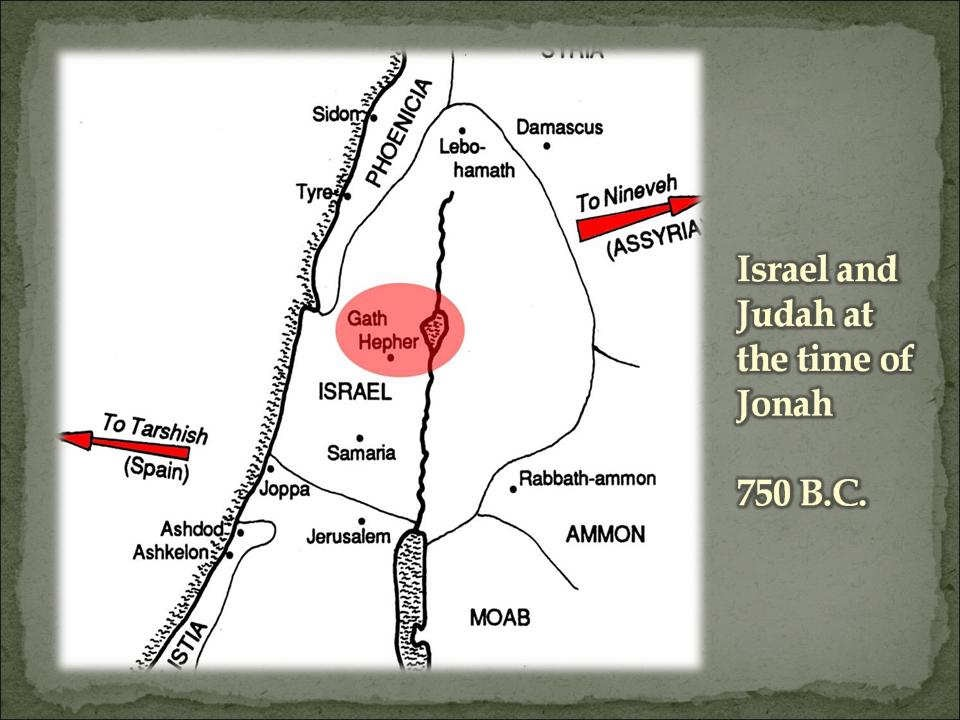 SYRIA
Sidon
PHOENICIA
Damascus
Lebo-
hamath
Tyre
To Nineveh
(ASSYRIA
Gath
Hepher
ISRAEL
To Tarshish
(Spain)
Samaria
Joppa
Rabbath-ammon
Ashdod
Jerusalem
AMMON
Ashkelon
MOAB
ISTIA
Israel and
Judah at
the time of
Jonah
750 B.C.